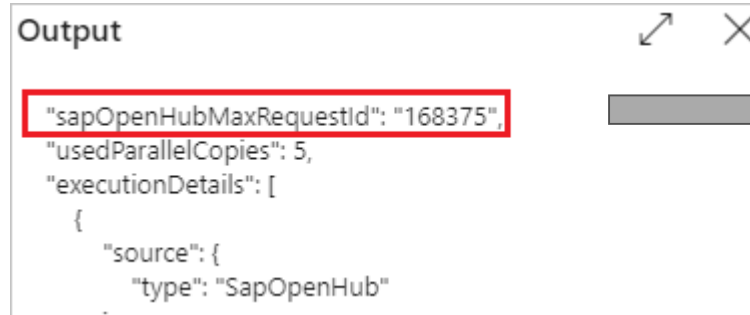 Output
"sapOpenHubMaxRequestId": "168375",
"usedParallelCopies": 5,
"executionDetails": [
{
"source": {
"type": "SapOpenHub"